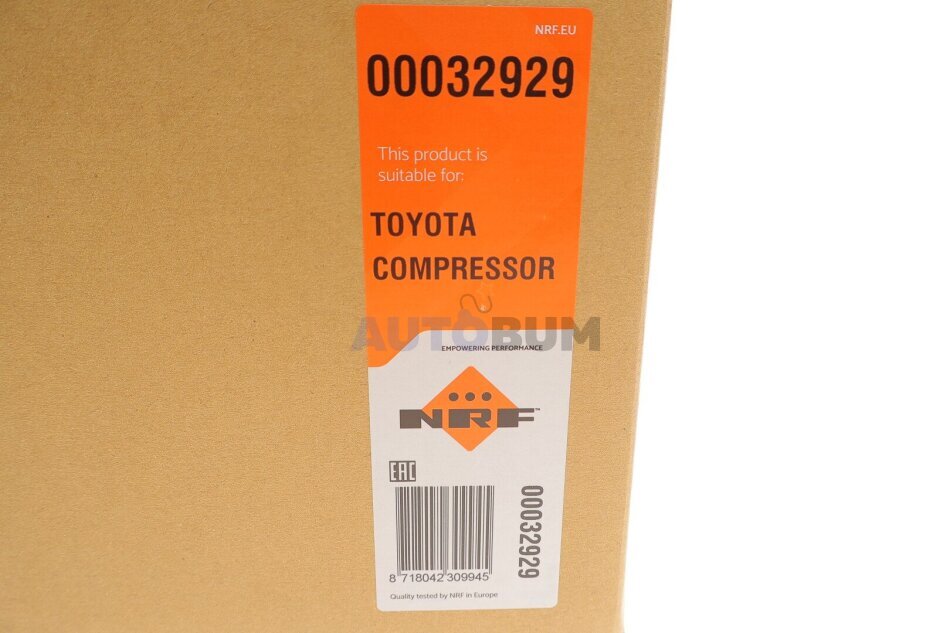 NRF.EU
00032929
This product is
suitable for:
TOYOTA
COMPRESSOR
AUTOBUM
EMPOWERING PERFORMANCE
NRF™
EAC
00032929
8 718042 309945
Quality tested by NRF in Europe